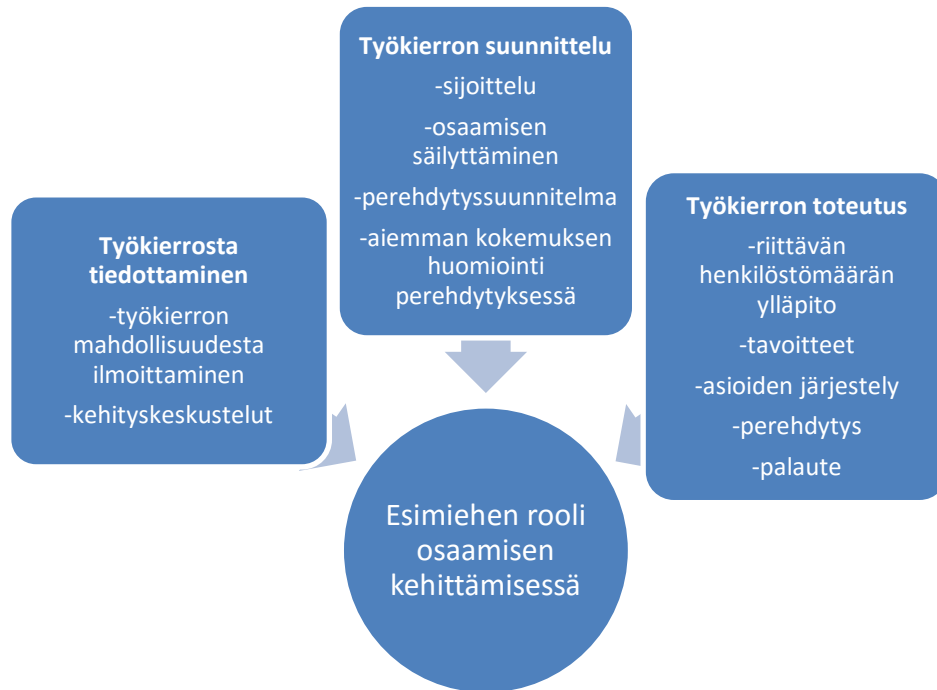 Työkierrosta
tiedottaminen
-työkierron
mahdollisuudesta
ilmoittaminen
-kehityskeskustelut
Työkierron suunnittelu
-sijoittelu
-osaamisen
säilyttäminen
-perehdytyssuunnitelma
-aiemman kokemuksen
huomiointi
perehdytyksessä
Työkierron toteutus
-riittävän
henkilöstömäärän
ylläpito
-tavoitteet
-asioiden järjestely
-perehdytys
-palaute
Esimiehen rooli
osaamisen
kehittämisessä